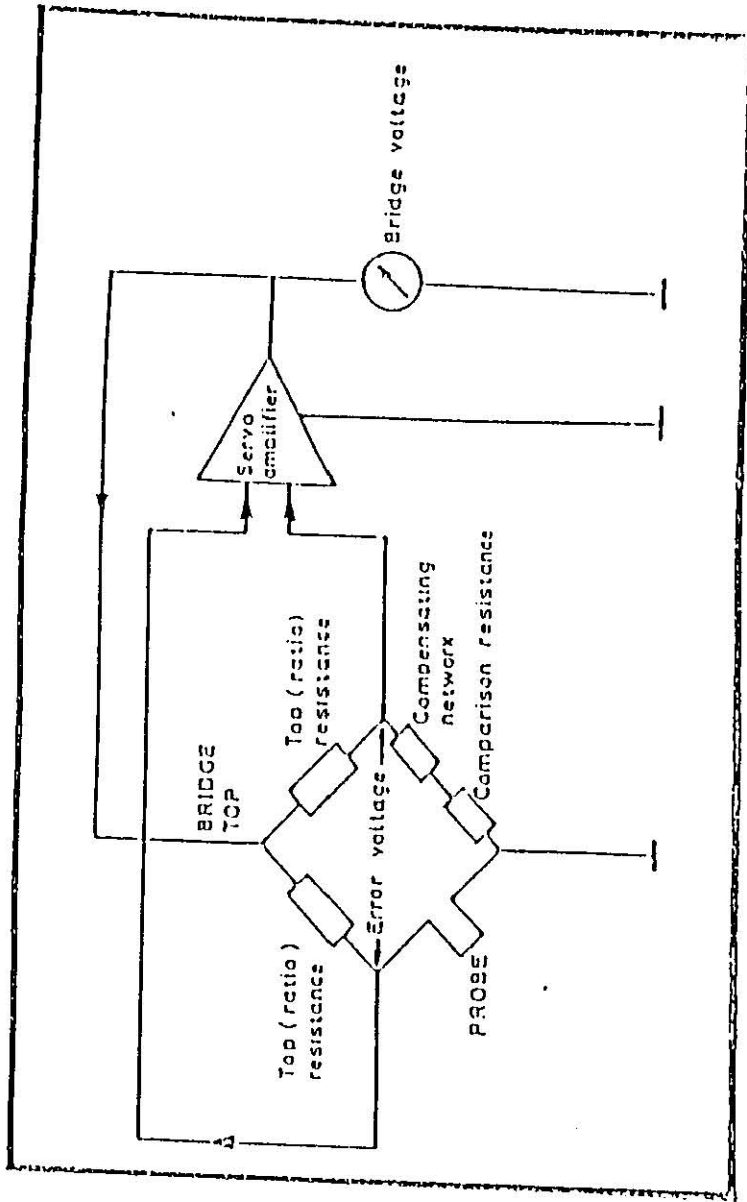 BRIDGE
TOP
Top (ratio)
resistance
Top (ratio)
resistance
Error voltage
PROBE
Compensating
network
Comparison resistance
Servo
amplifier
Bridge voltage